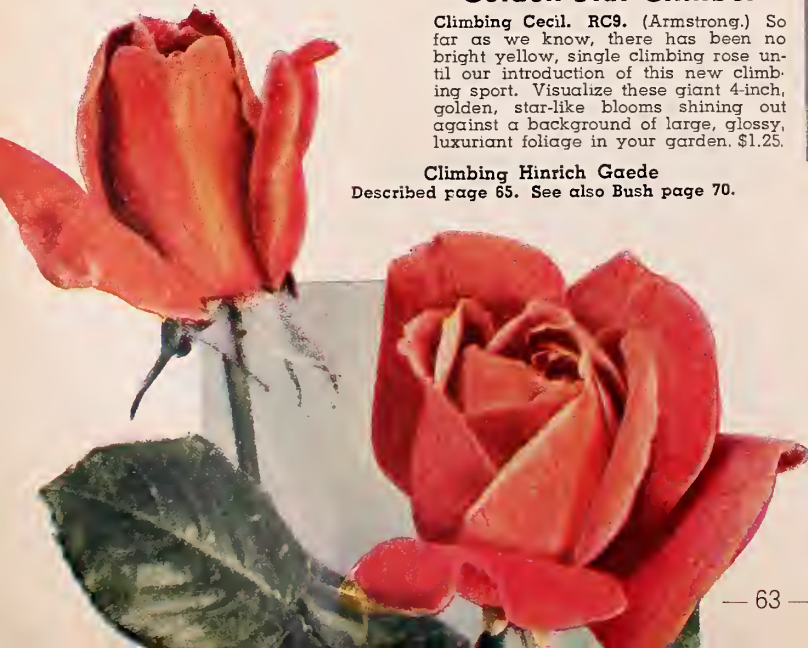 Climbing Cecil. RC9. (Armstrong.) So
far as we know, there has been no
bright yellow, single climbing rose un-
til our introduction of this new climb-
ing sport. Visualize these giant 4-inch,
golden, star-like blooms shining out
against a background of large, glossy,
luxuriant foliage in your garden. $1.25.
Climbing Hinrich Gaede
Described page 65. See also Bush page 70.
— 63 —